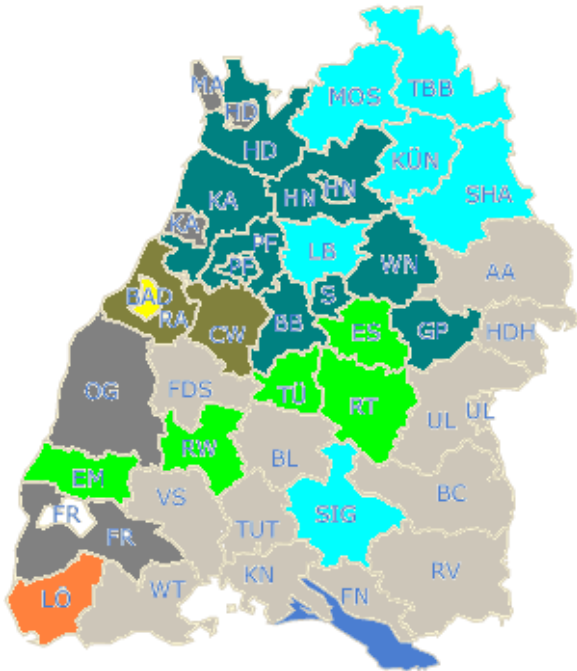 MA
HD
MOS
TBB
HD
KÜN
HN
HN
SHA
KA
KA
PF
PF
LB
WN
AA
BAD
RA
S
CW
BB
ES
GP
HDH
OG
FDS
TÜ
RT
UL
UL
RW
BL
EM
VS
BC
FR
FR
SIG
TUT
LÖ
WT
KN
FN
RV